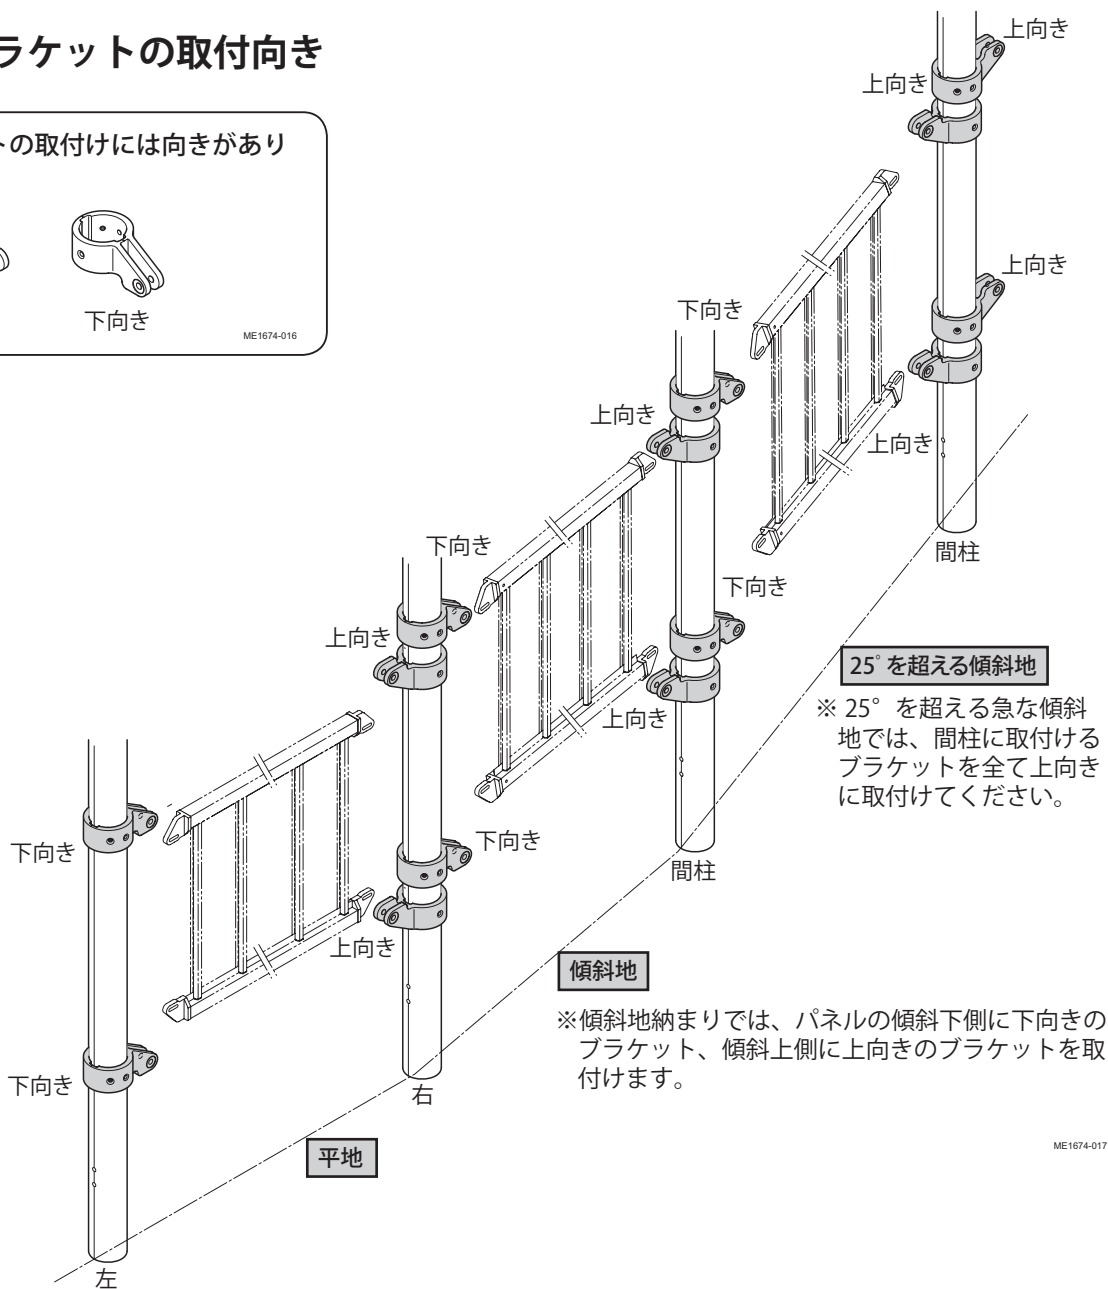 ラケットの取付向き
トの取付けには向きがあり
下向き
ME1674-016
上向き
上向き
上向き
下向き
上向き
上向き
間柱
下向き
下向き
上向き
25°を超える傾斜地
※ 25° を超える急な傾斜
地では、間柱に取付ける
ブラケットを全て上向き
に取付けてください。
上向き
間柱
下向き
下向き
上向き
傾斜地
※傾斜地納まりでは、パネルの傾斜下側に下向きの
ブラケット、傾斜上側に上向きのブラケットを取
付けます。
下向き
右
平地
ME1674-017
左